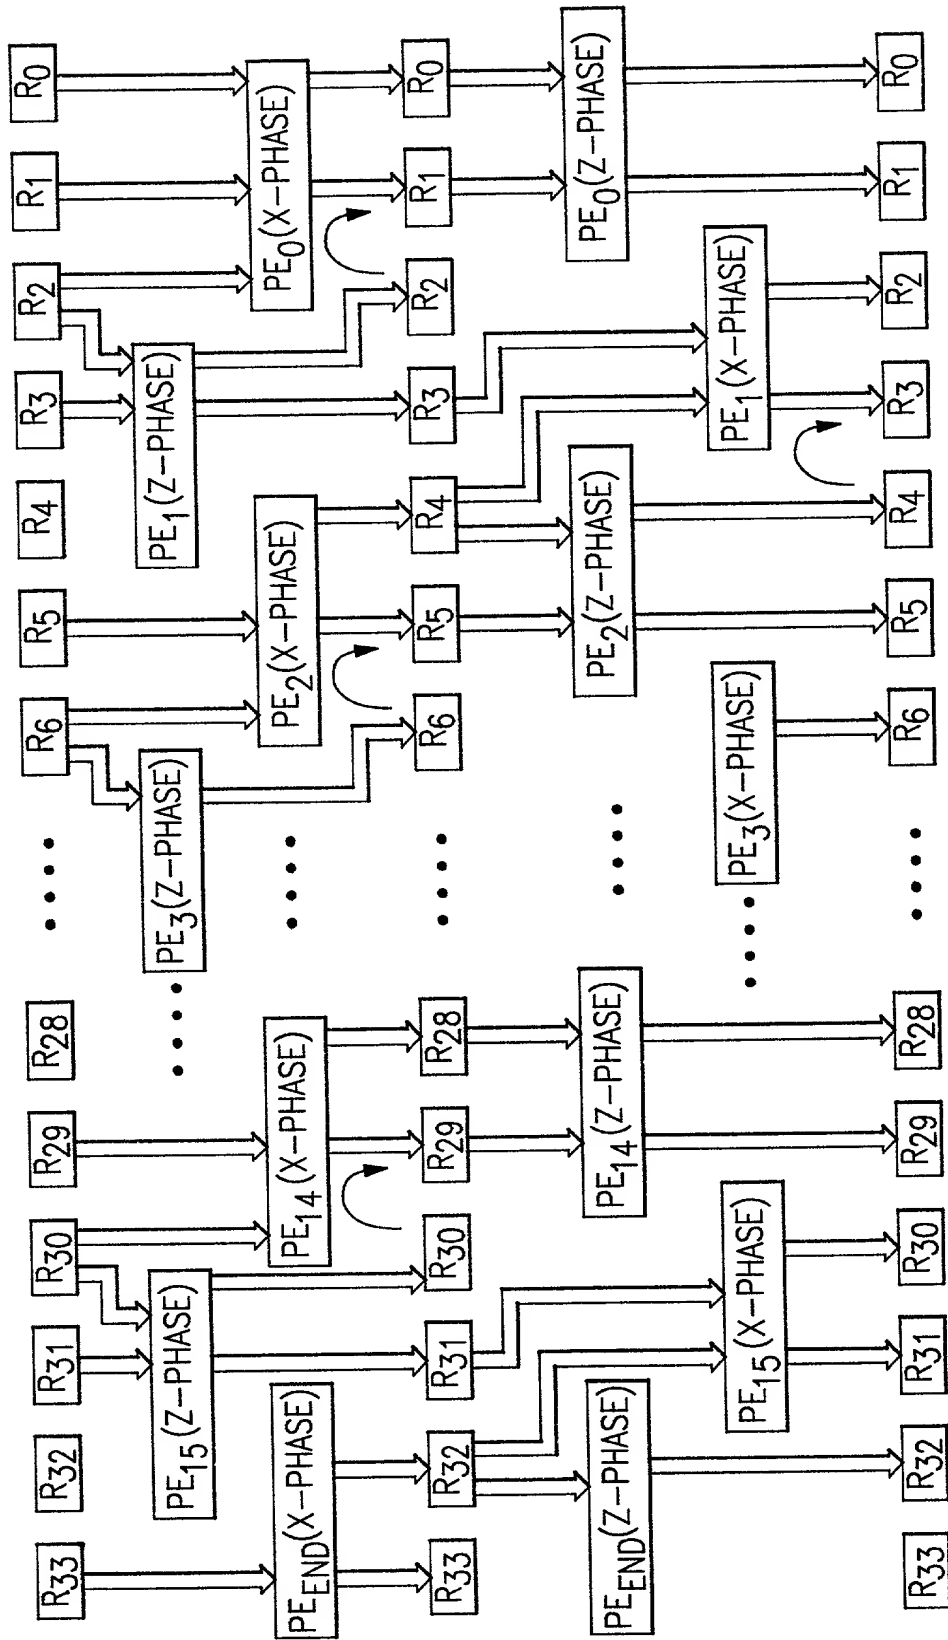 R33 R32 R31 R30 R29 R28 •••• R6 R5 R4 R3 R2 R1 R0
PE15(Z-PHASE) •••• PE3(Z-PHASE) PE1(Z-PHASE)
PEEND(X-PHASE) PE14(X-PHASE) •••• PE2(X-PHASE) PE0(X-PHASE)
R33 R32 R31 R30 R29 R28 •••• R6 R5 R4 R3 R2 R1 R0
PEEND(Z-PHASE) PE14(Z-PHASE) •••• PE2(Z-PHASE) PE0(Z-PHASE)
PE15(X-PHASE) •••• PE3(X-PHASE) PE1(X-PHASE)
R33 R32 R31 R30 R29 R28 •••• R6 R5 R4 R3 R2 R1 R0